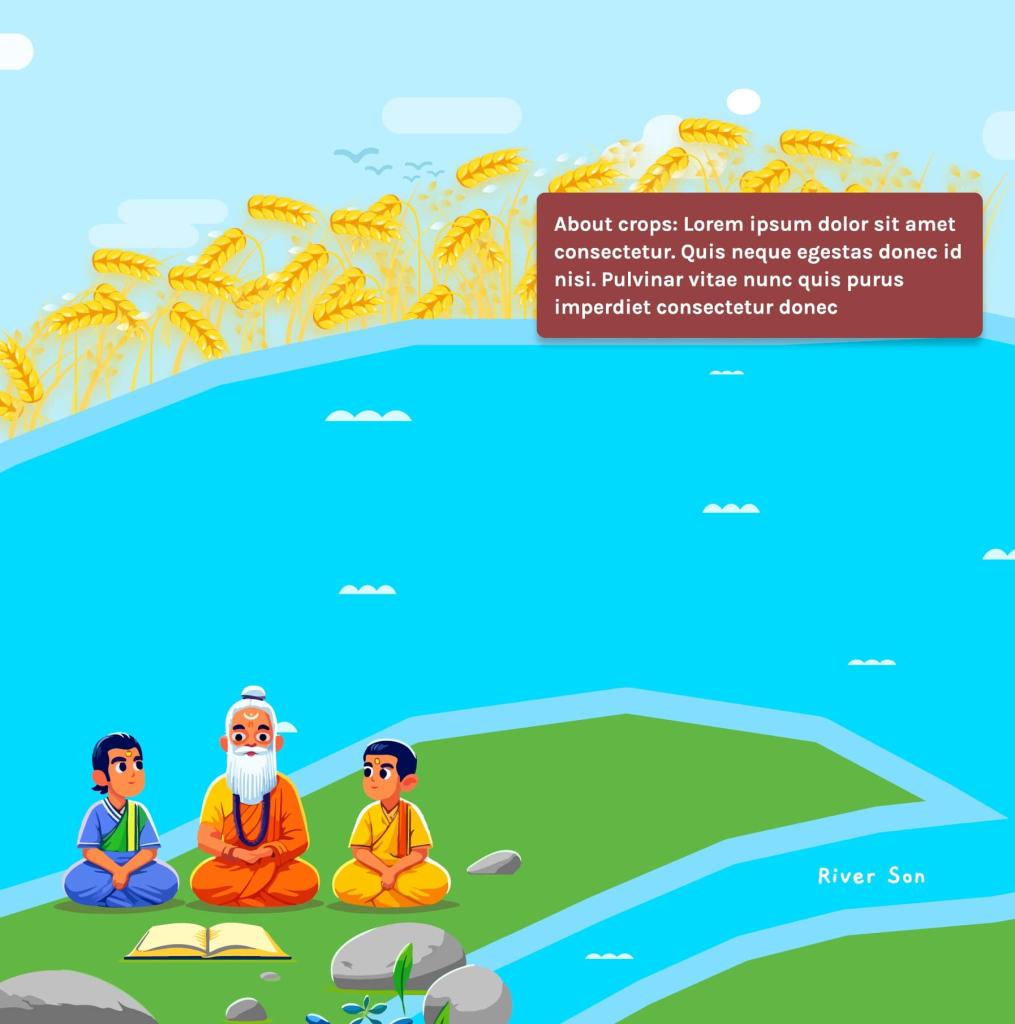 About crops: Lorem ipsum dolor sit amet
consectetur. Quis neque egestas donec id
nisi. Pulvinar vitae nunc quis purus
imperdiet consectetur donec
River Son